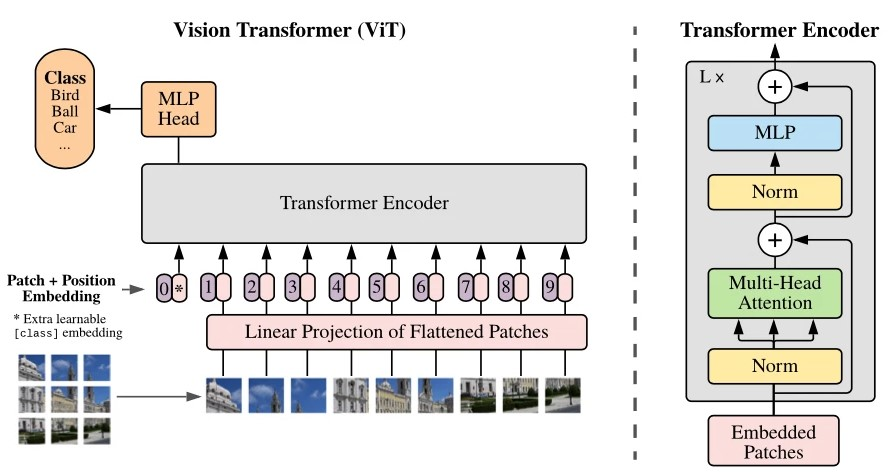 Vision Transformer (ViT)
Class
Bird
Ball
Car
...
MLP
Head
Transformer Encoder
Patch + Position
Embedding
0 * 1 2 3 4 5 6 7 8 9
* Extra learnable
[class] embedding
Linear Projection of Flattened Patches
Transformer Encoder
L ×
+
MLP
Norm
+
Multi-Head
Attention
Norm
Embedded
Patches